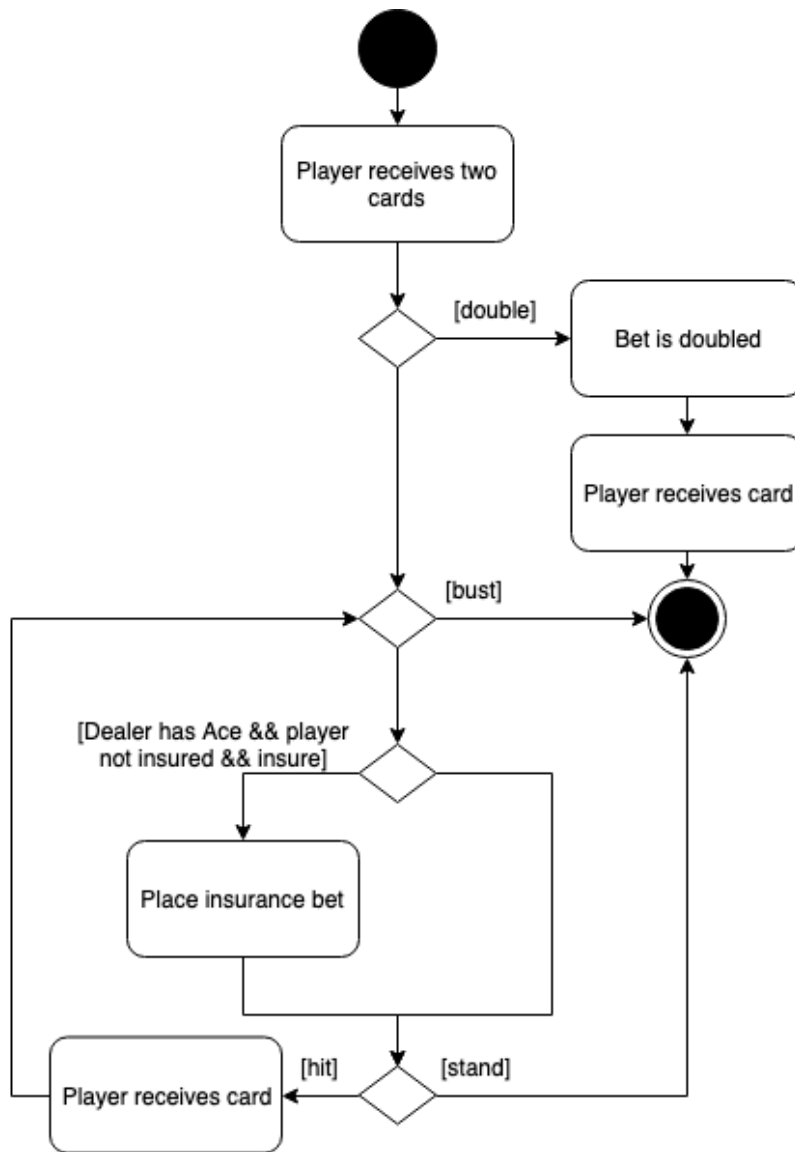 Player receives two
cards
[double]
Bet is doubled
Player receives card
[bust]
[Dealer has Ace && player
not insured && insure]
Place insurance bet
[hit]
[stand]
Player receives card